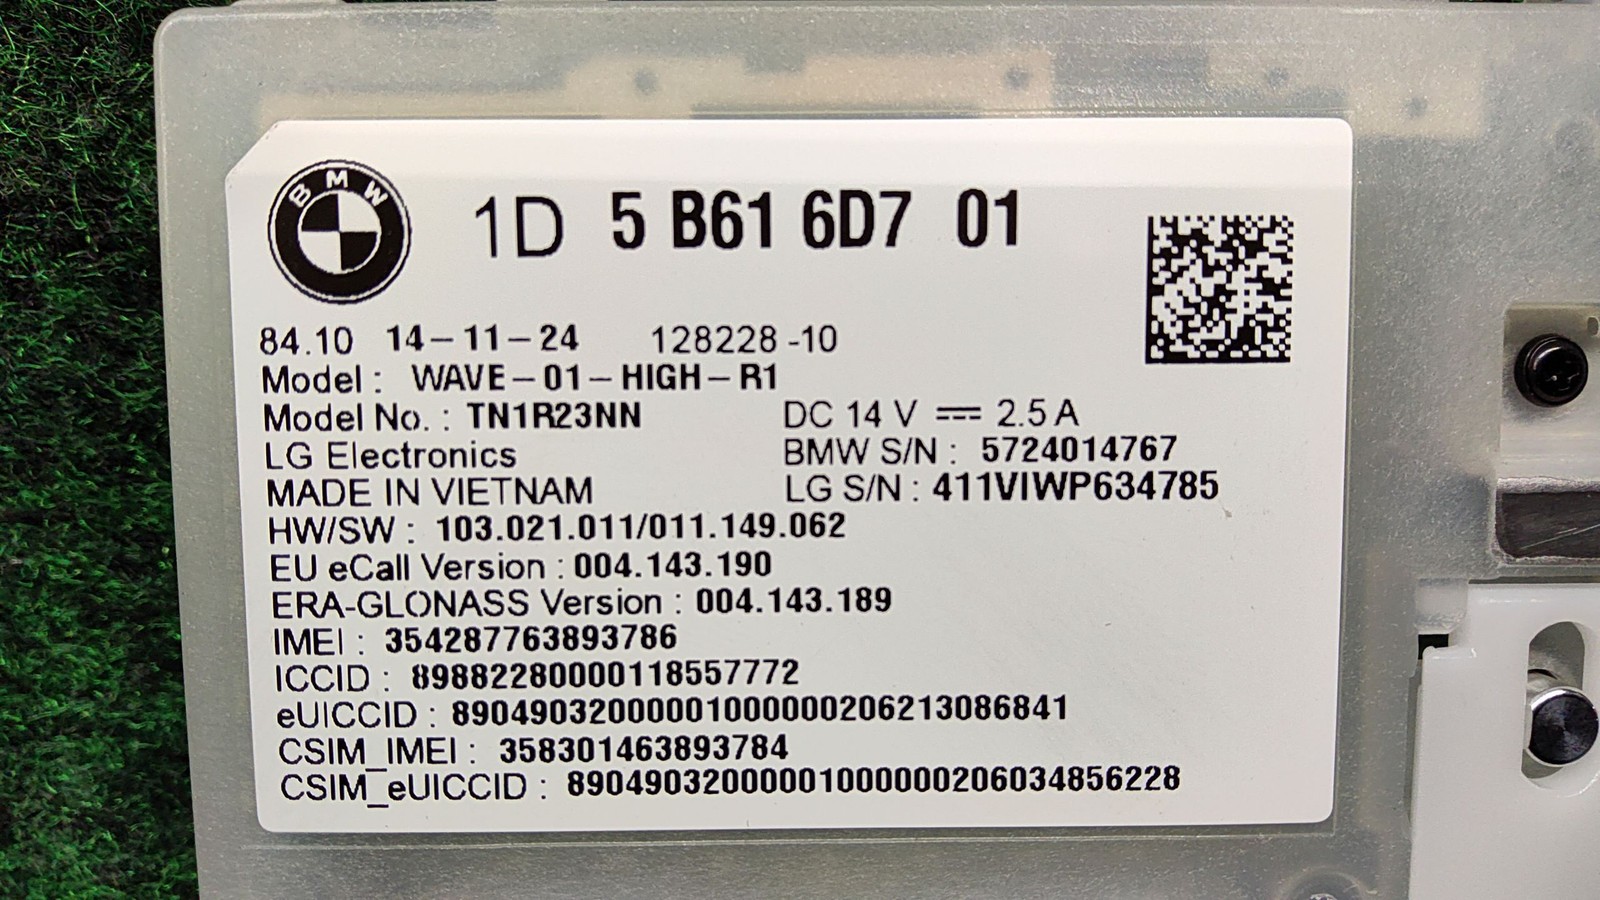 BMW
1D 5 B61 6D7 01
84.10 14-11-24 128228-10
Model : WAVE-01-HIGH-R1
Model No. : TN1R23NN DC 14 V ⎓ 2.5 A
LG Electronics BMW S/N : 5724014767
MADE IN VIETNAM LG S/N : 411VIWP634785
HW/SW : 103.021.011/011.149.062
EU eCall Version : 004.143.190
ERA-GLONASS Version : 004.143.189
IMEI : 354287763893786
ICCID : 89882280000118557772
eUICCID : 89049032000001000000206213086841
CSIM_IMEI : 358301463893784
CSIM_eUICCID : 89049032000001000000206034856228